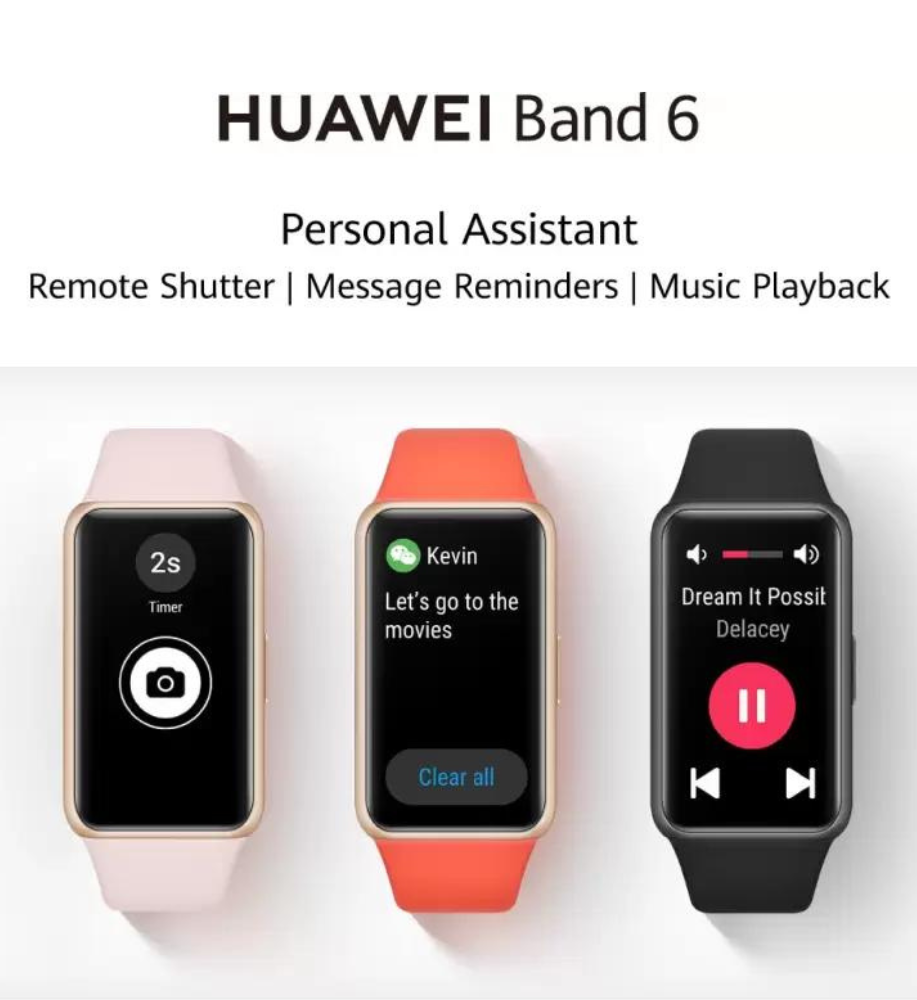 HUAWEI Band 6
Personal Assistant
Remote Shutter | Message Reminders | Music Playback
2s
Timer
Kevin
Let's go to the
movies
Clear all
Dream It Possit
Delacey